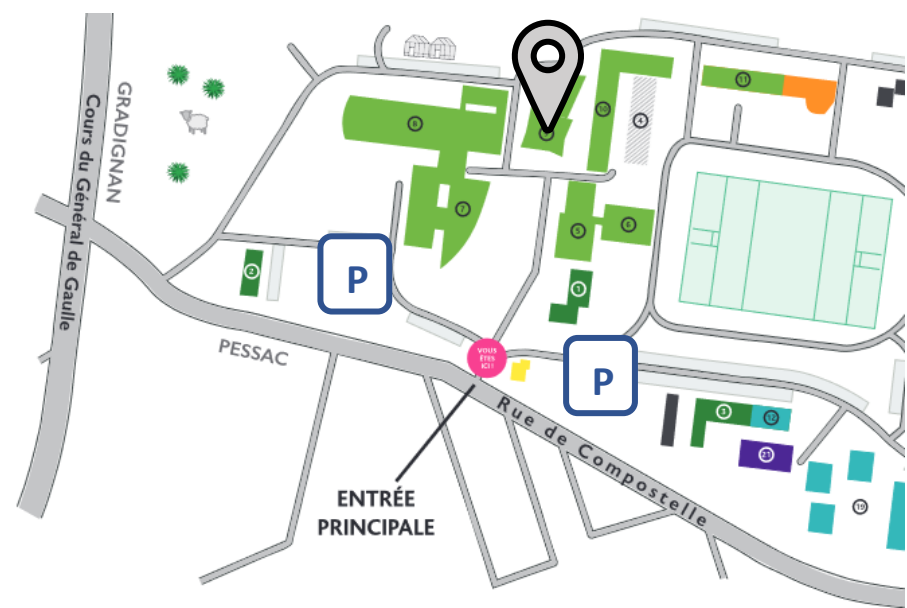 GRADIGNAN
Cours du Général de Gaulle
8
10
4
11
7
5
6
2
P
1
PESSAC
VOUS
ÊTES
ICI !
P
3
12
21
19
Rue de Compostelle
ENTRÉE
PRINCIPALE